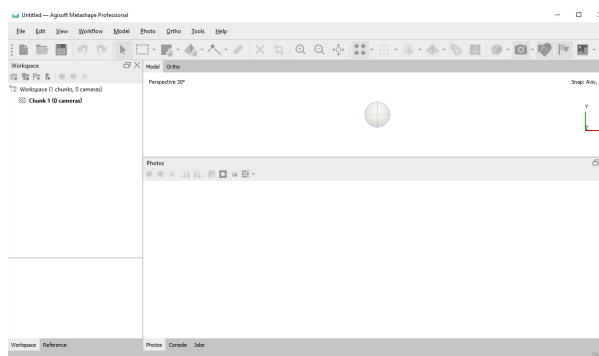 Untitled — Agisoft Metashape Professional
File Edit View Workflow Model Photo Ortho Tools Help
Workspace
Model Ortho
Perspective 30°
Snap: Axis,
Workspace (1 chunks, 0 cameras)
Chunk 1 (0 cameras)
Y
Photos
Workspace Reference
Photos Console Jobs